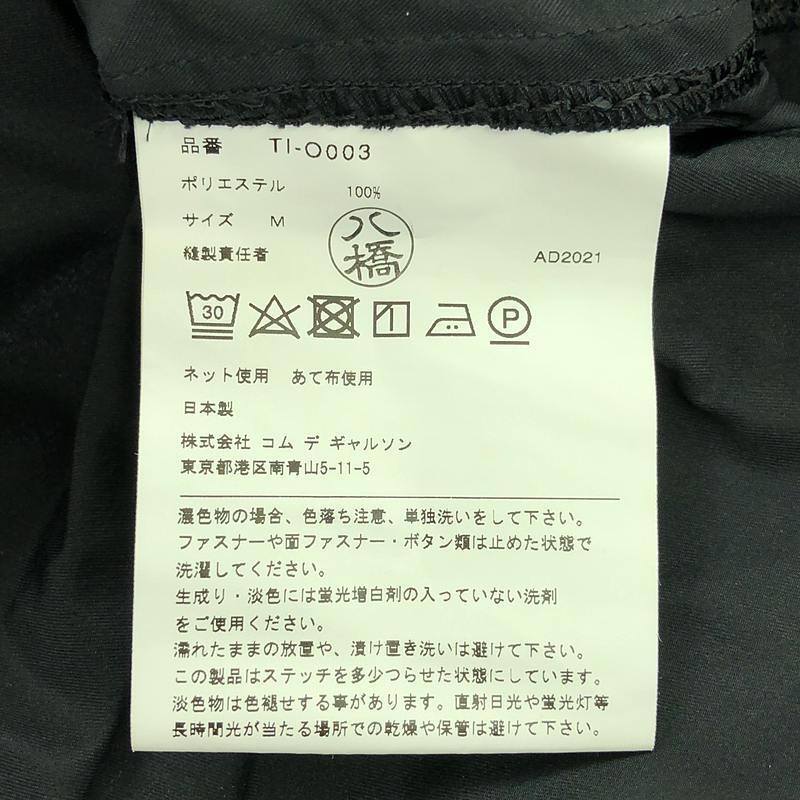 品番 TI-O003
ポリエステル 100%
サイズ M
縫製責任者 八橋 AD2021
30 P
ネット使用 あて布使用
日本製
株式会社 コム デ ギャルソン
東京都港区南青山5-11-5
濃色物の場合、色落ち注意、単独洗いをして下さい。
ファスナーや面ファスナー・ボタン類は止めた状態で
洗濯してください。
生成り・淡色には蛍光増白剤の入っていない洗剤
をご使用ください。
濡れたままの放置や、漬け置き洗いは避けて下さい。
この製品はステッチを多少つらせた状態にしています。
淡色物は色褪せする事があります。直射日光や蛍光灯等
長時間光が当たる場所での乾燥や保管は避けて下さい。